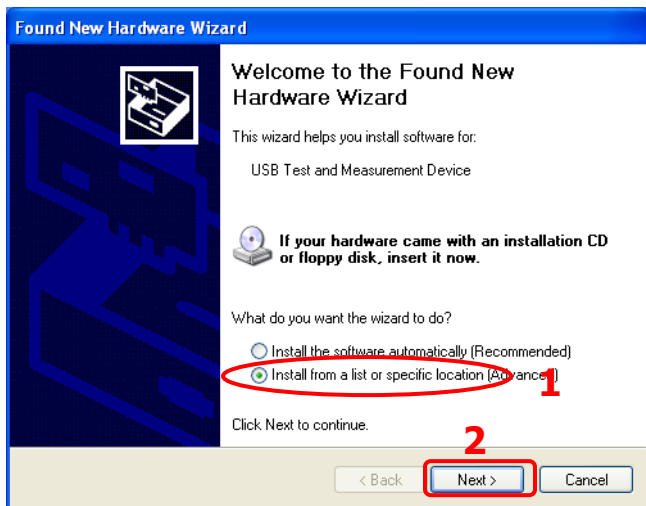 Found New Hardware Wizard
Welcome to the Found New
Hardware Wizard
This wizard helps you install software for:
USB Test and Measurement Device
If your hardware came with an installation CD
or floppy disk, insert it now.
What do you want the wizard to do?
Install the software automatically (Recommended)
Install from a list or specific location (Advanced)
1
Click Next to continue.
2
< Back
Next >
Cancel